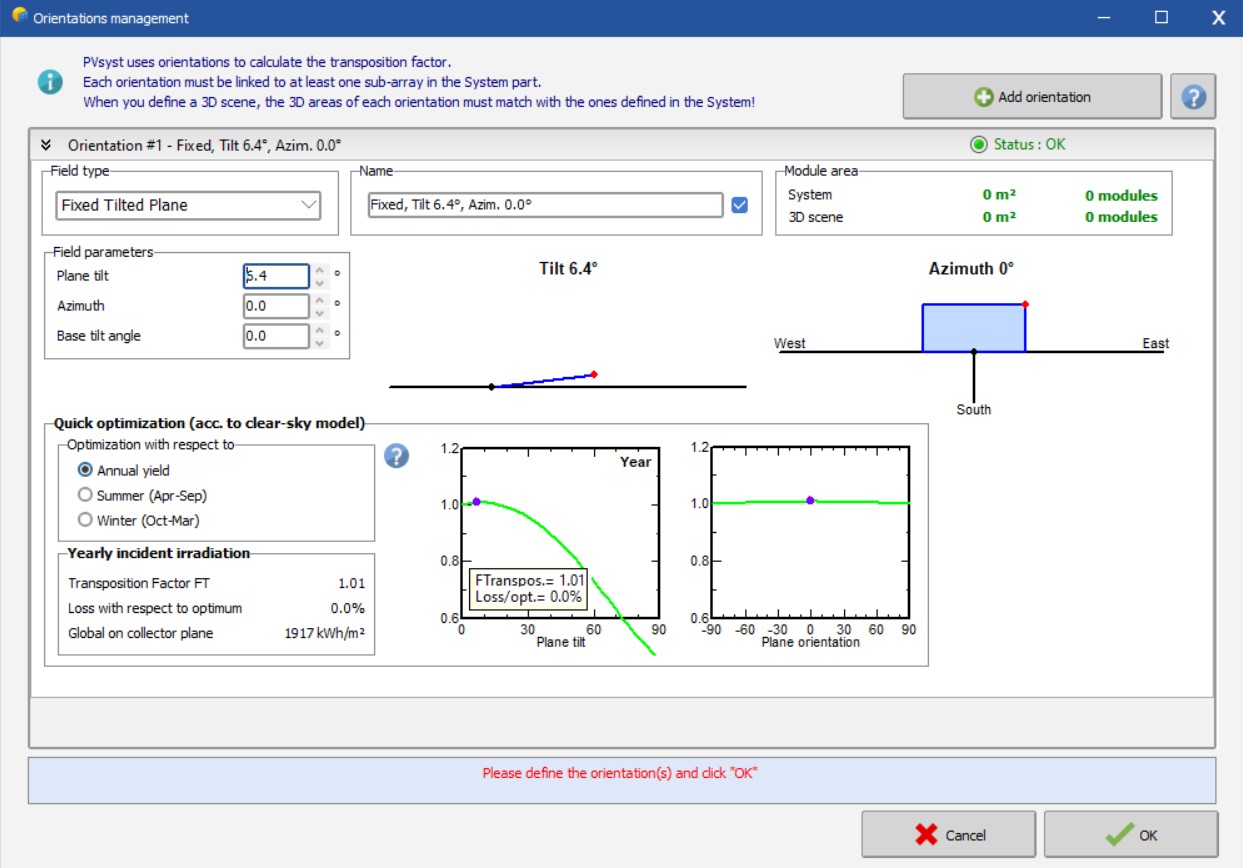 Orientations management
PVsyst uses orientations to calculate the transposition factor.
Each orientation must be linked to at least one sub-array in the System part.
When you define a 3D scene, the 3D areas of each orientation must match with the ones defined in the System!
Add orientation
Orientation #1 - Fixed, Tilt 6.4°, Azim. 0.0°
Status : OK
Field type
Fixed Tilted Plane
Name
Fixed, Tilt 6.4°, Azim. 0.0°
Module area
System 0 m² 0 modules
3D scene 0 m² 0 modules
Field parameters
Plane tilt 6.4 °
Azimuth 0.0 °
Base tilt angle 0.0 °
Tilt 6.4°
Azimuth 0°
West
East
South
Quick optimization (acc. to clear-sky model)
Optimization with respect to
Annual yield
Summer (Apr-Sep)
Winter (Oct-Mar)
Yearly incident irradiation
Transposition Factor FT 1.01
Loss with respect to optimum 0.0%
Global on collector plane 1917 kWh/m²
Year
1.2
1.0
0.8
0.6
FTranspos.= 1.01
Loss/opt.= 0.0%
0 30 60 90
Plane tilt
1.2
1.0
0.8
0.6
-90 -60 -30 0 30 60 90
Plane orientation
Please define the orientation(s) and click "OK"
Cancel
OK